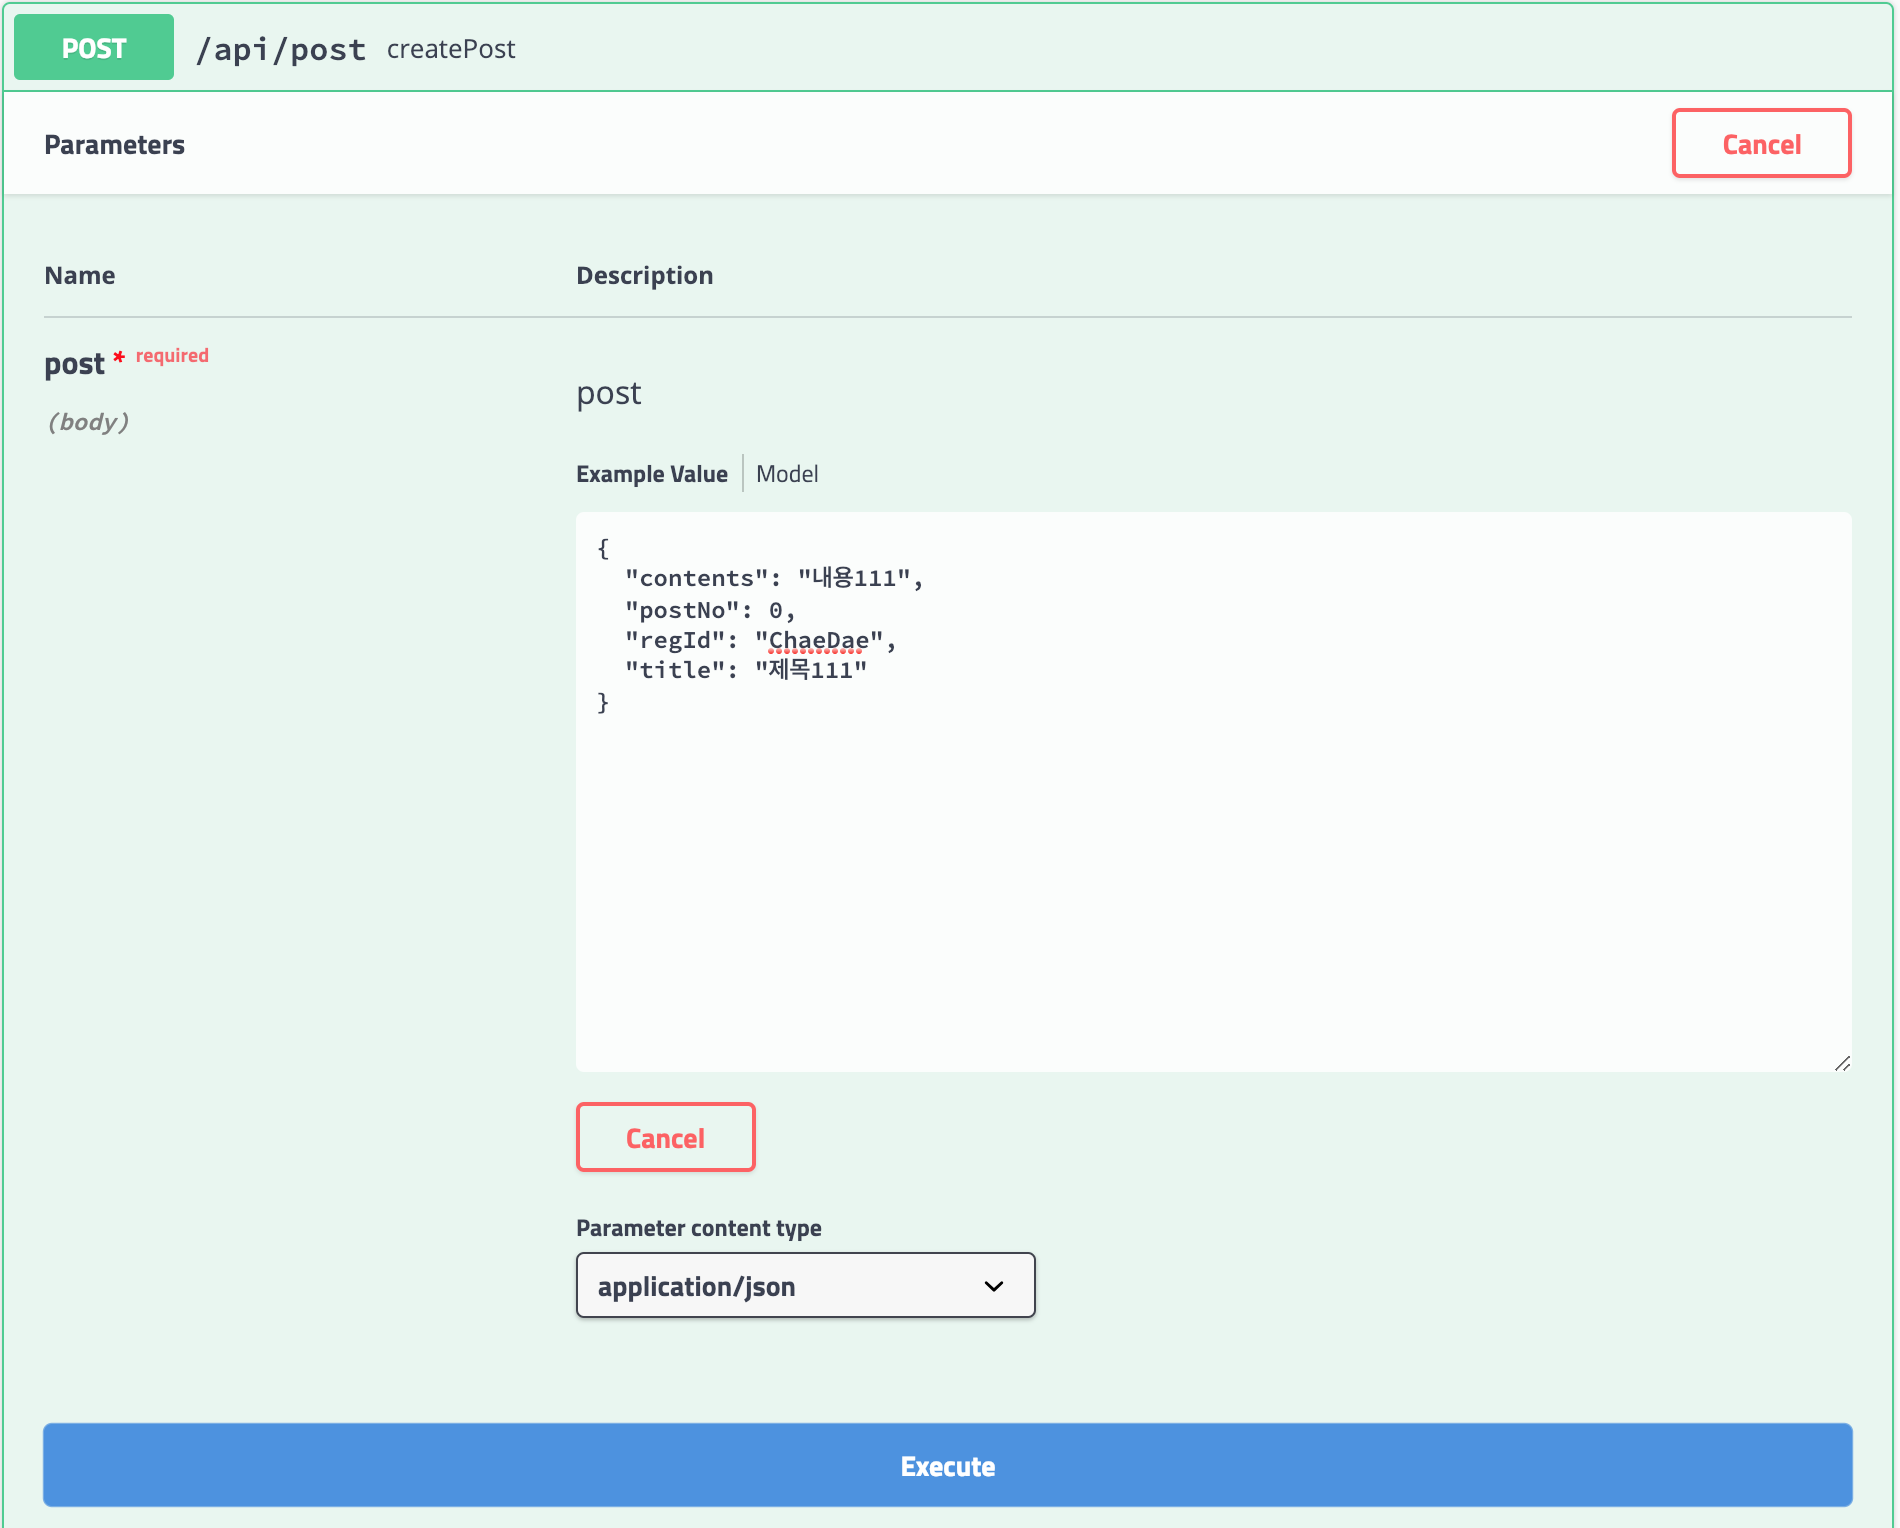 POST /api/post createPost
Parameters
Cancel
Name Description
post * required
(body)
post
Example Value Model
{
  "contents": "내용111",
  "postNo": 0,
  "regId": "ChaeDae",
  "title": "제목111"
}
Cancel
Parameter content type
application/json
Execute